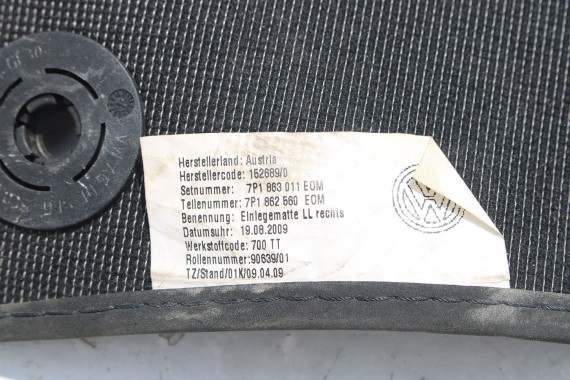 Herstellerland: Austria
Herstellercode: 152689/0
Setnummer: 7P1 863 011 EOM
Teilenummer: 7P1 862 560 EOM
Benennung: Einlegematte LL rechts
Datumsuhr: 19.08.2009
Werkstoffcode: 700 TT
Rollennummer:90639/01
TZ/Stand/01K/09.04.09